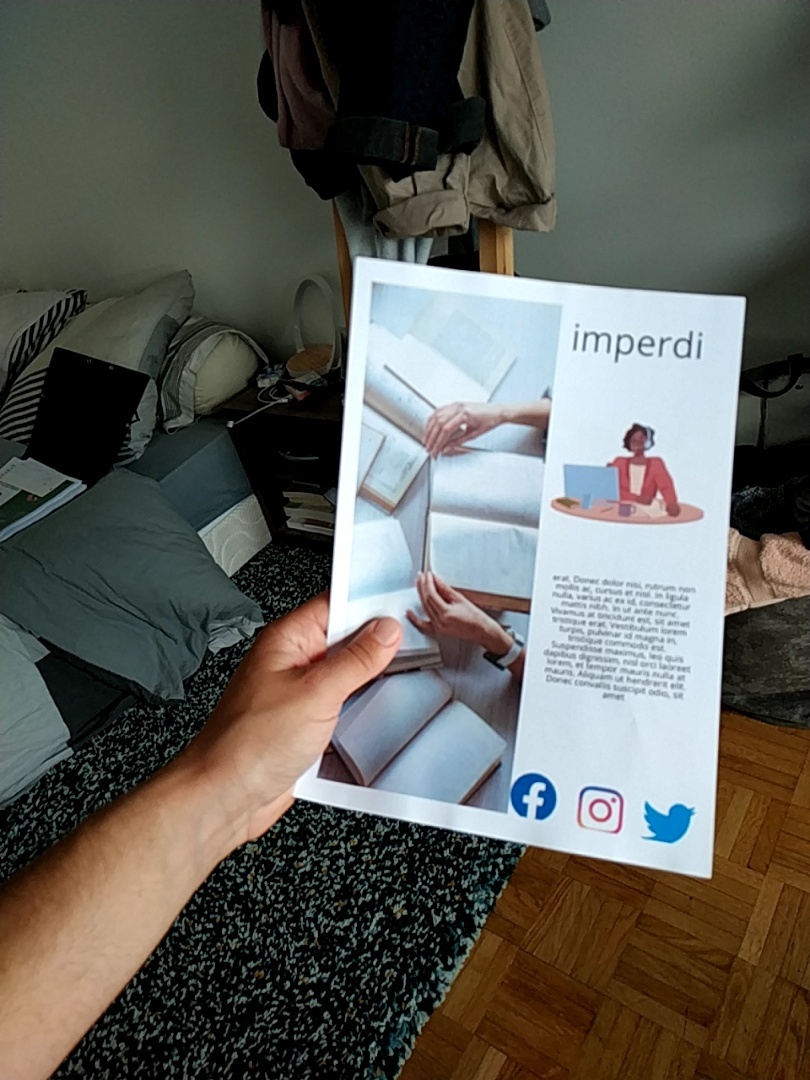 imperdi
erat. Donec dolor nisi, rutrum non
mollis ac, cursus et nisl. In ligula
nulla, varius ac ex id, consectetur
mattis nibh. In ut ante nunc.
Vivamus at tincidunt est, sit amet
tristique erat. Vestibulum lorem
turpis, pulvinar id magna in,
tristique commodo est.
Suspendisse maximus, leo quis
dapibus dignissim, nisl orci laoreet
lorem, et tempor mauris nulla at
mauris. Aliquam ut hendrerit elit.
Donec convallis suscipit odio, sit
amet